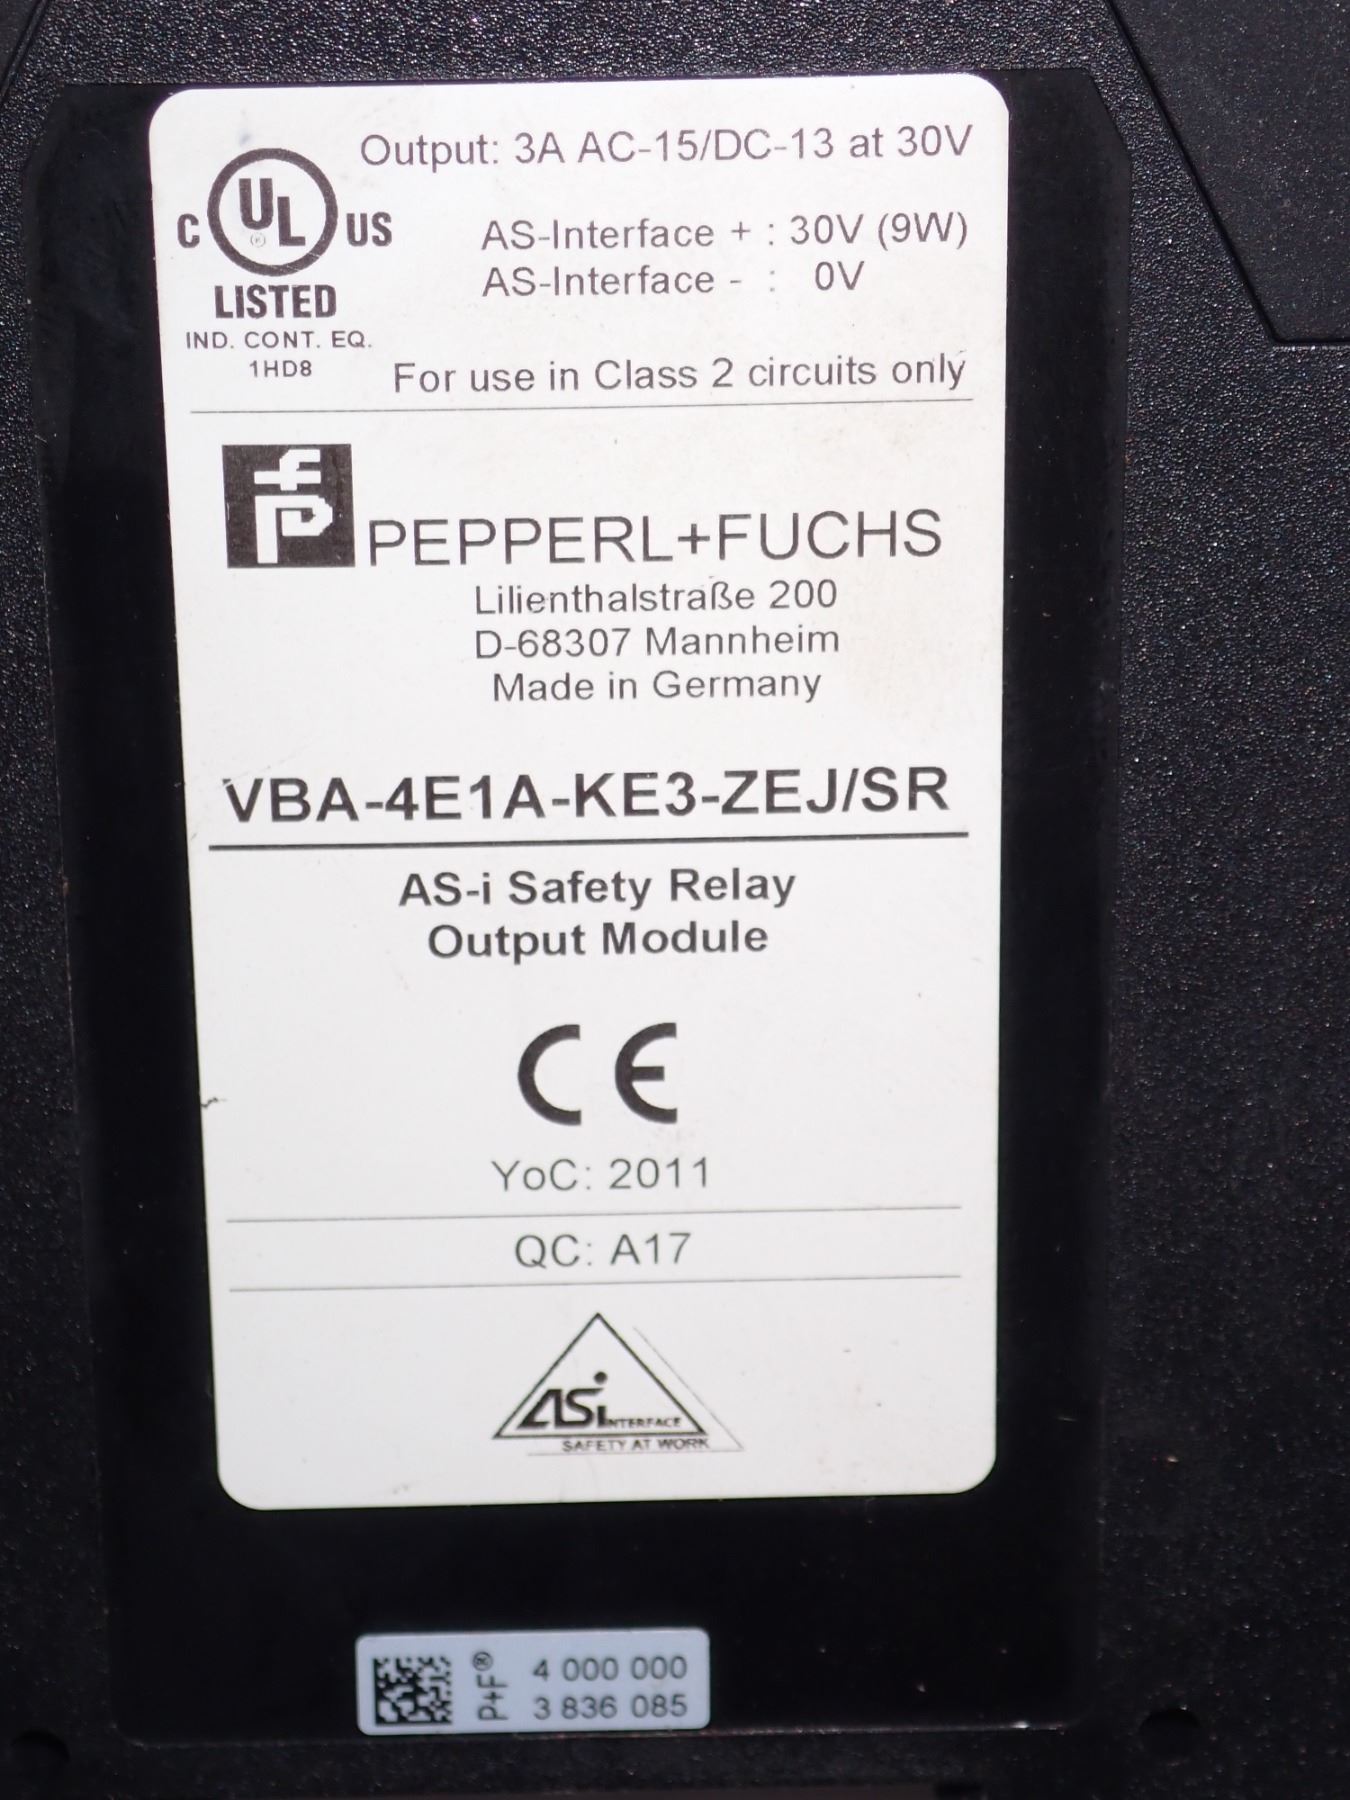 Output: 3A AC-15/DC-13 at 30V
C UL US
LISTED
IND. CONT. EQ.
1HD8
AS-Interface + : 30V (9W)
AS-Interface - : 0V
For use in Class 2 circuits only
PEPPERL+FUCHS
Lilienthalstraße 200
D-68307 Mannheim
Made in Germany
VBA-4E1A-KE3-ZEJ/SR
AS-i Safety Relay
Output Module
CE
YoC: 2011
QC: A17
ASi INTERFACE
SAFETY AT WORK
P+F®
4 000 000
3 836 085